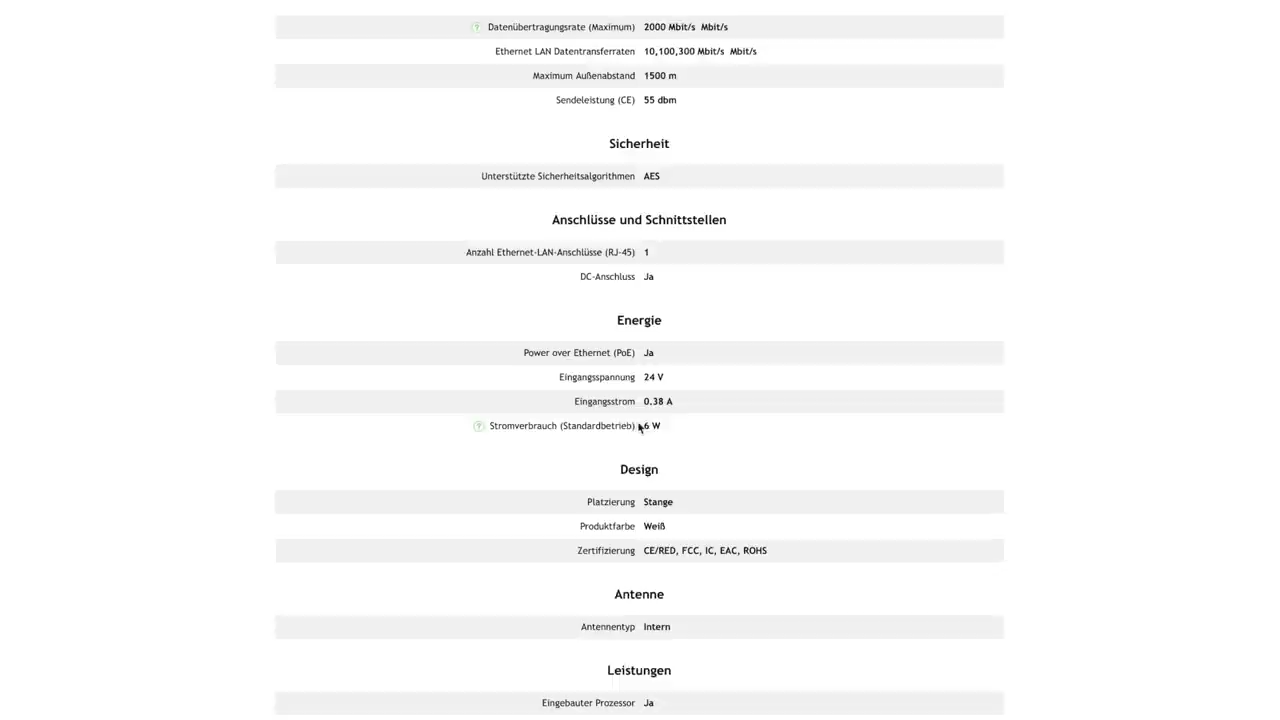 Datenübertragungsrate (Maximum) 2000 Mbit/s Mbit/s
Ethernet LAN Datentransferraten 10,100,300 Mbit/s Mbit/s
Maximum Außenabstand 1500 m
Sendeleistung (CE) 55 dbm
Sicherheit
Unterstützte Sicherheitsalgorithmen AES
Anschlüsse und Schnittstellen
Anzahl Ethernet-LAN-Anschlüsse (RJ-45) 1
DC-Anschluss Ja
Energie
Power over Ethernet (PoE) Ja
Eingangsspannung 24 V
Eingangsstrom 0.38 A
Stromverbrauch (Standardbetrieb) 6 W
Design
Platzierung Stange
Produktfarbe Weiß
Zertifizierung CE/RED, FCC, IC, EAC, ROHS
Antenne
Antennentyp Intern
Leistungen
Eingebauter Prozessor Ja